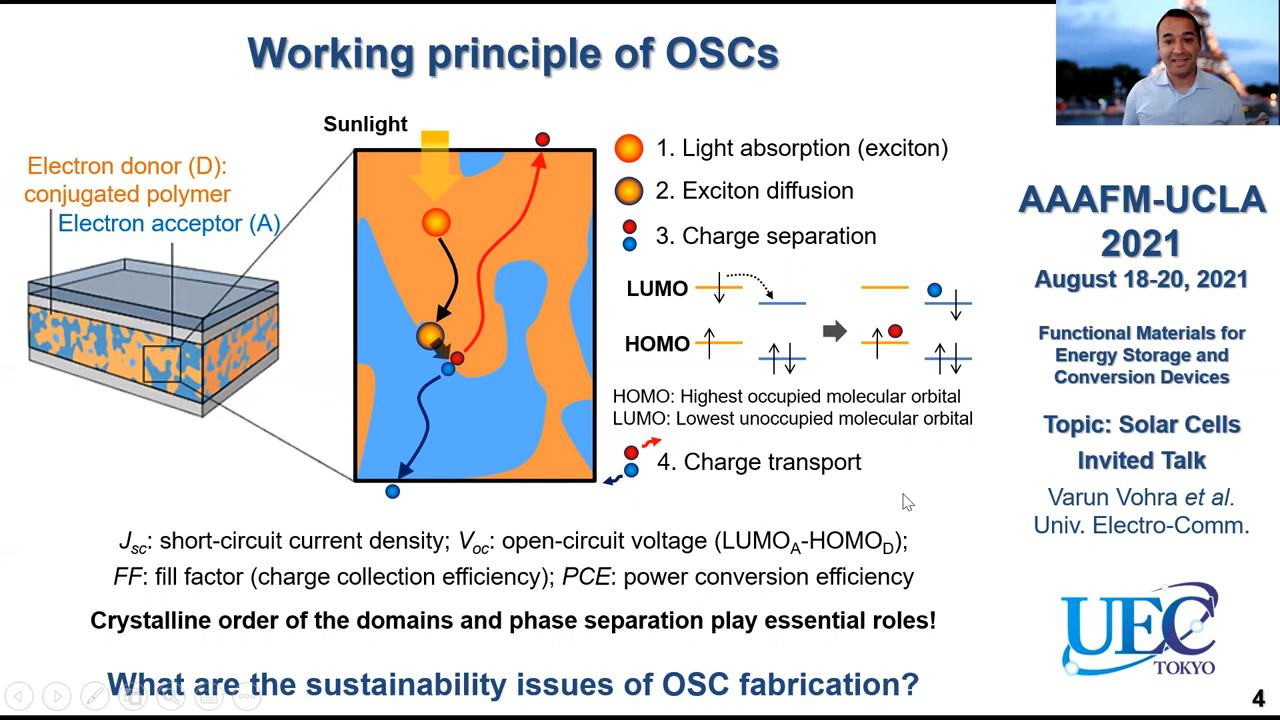 Working principle of OSCs
Sunlight
Electron donor (D):
conjugated polymer
Electron acceptor (A)
1. Light absorption (exciton)
2. Exciton diffusion
3. Charge separation
LUMO
HOMO
HOMO: Highest occupied molecular orbital
LUMO: Lowest unoccupied molecular orbital
4. Charge transport
Jsc: short-circuit current density; Voc: open-circuit voltage (LUMOA-HOMOD);
FF: fill factor (charge collection efficiency); PCE: power conversion efficiency
Crystalline order of the domains and phase separation play essential roles!
What are the sustainability issues of OSC fabrication?
AAAFM-UCLA
2021
August 18-20, 2021
Functional Materials for
Energy Storage and
Conversion Devices
Topic: Solar Cells
Invited Talk
Varun Vohra et al.
Univ. Electro-Comm.
UEC
TOKYO
4